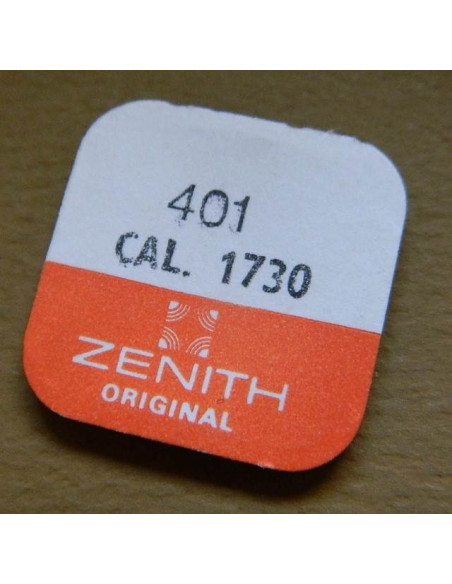 401
CAL. 1730
ZENITH
ORIGINAL